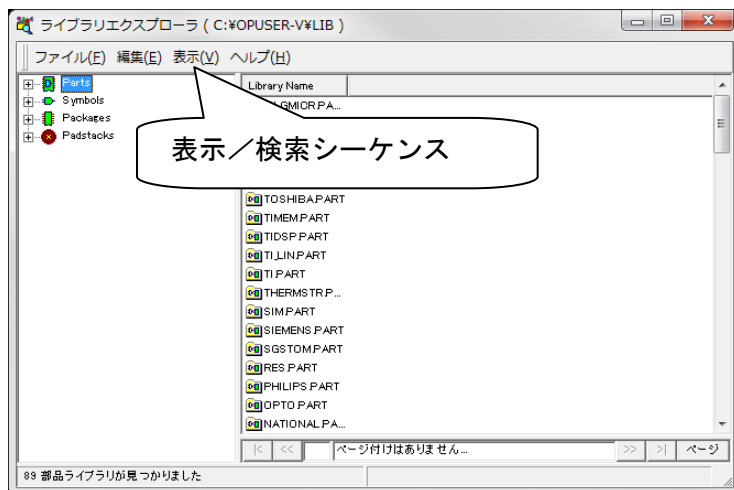 ライブラリエクスプローラ ( C:¥OPUSER-V¥LIB )
ファイル(F) 編集(E) 表示(V) ヘルプ(H)
Parts
Symbols
Packages
Padstacks
Library Name
GMICR.PA...
表示／検索シーケンス
TOSHIBA.PART
TIMEM.PART
TIDSP.PART
TI_LIN.PART
TI.PART
THERMSTR.P...
SIM.PART
SIEMENS.PART
SGSTOM.PART
RES.PART
PHILIPS.PART
OPTO.PART
NATIONAL.PA...
|< << ページ付けはありません... >> >| ページ
89 部品ライブラリが見つかりました